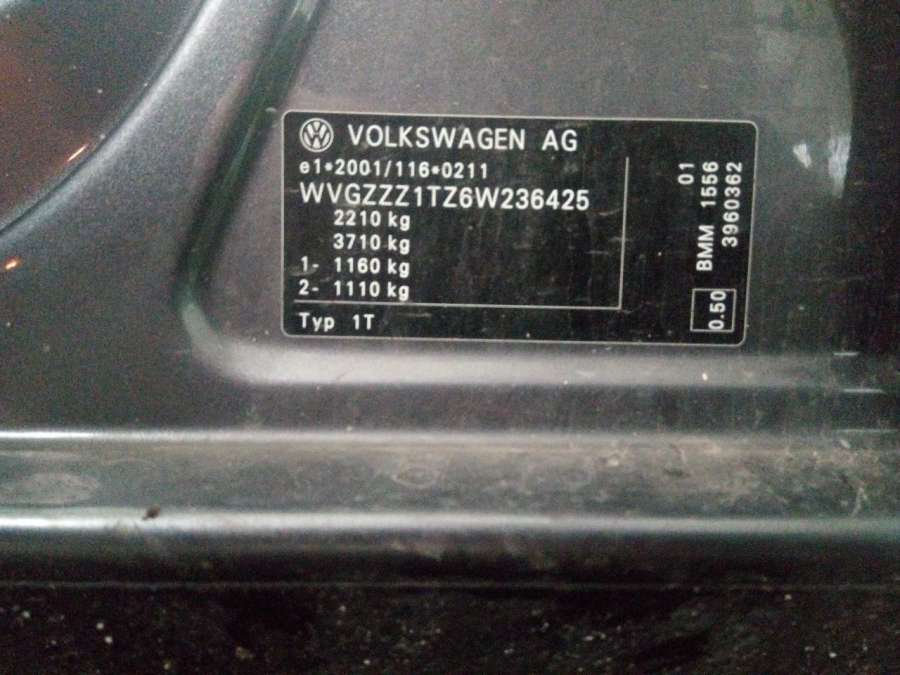 VOLKSWAGEN AG
e1*2001/116*0211
WVGZZZ1TZ6W236425
2210 kg
3710 kg
1- 1160 kg
2- 1110 kg
Typ 1T
01
BMM 1556
3960362
0.50